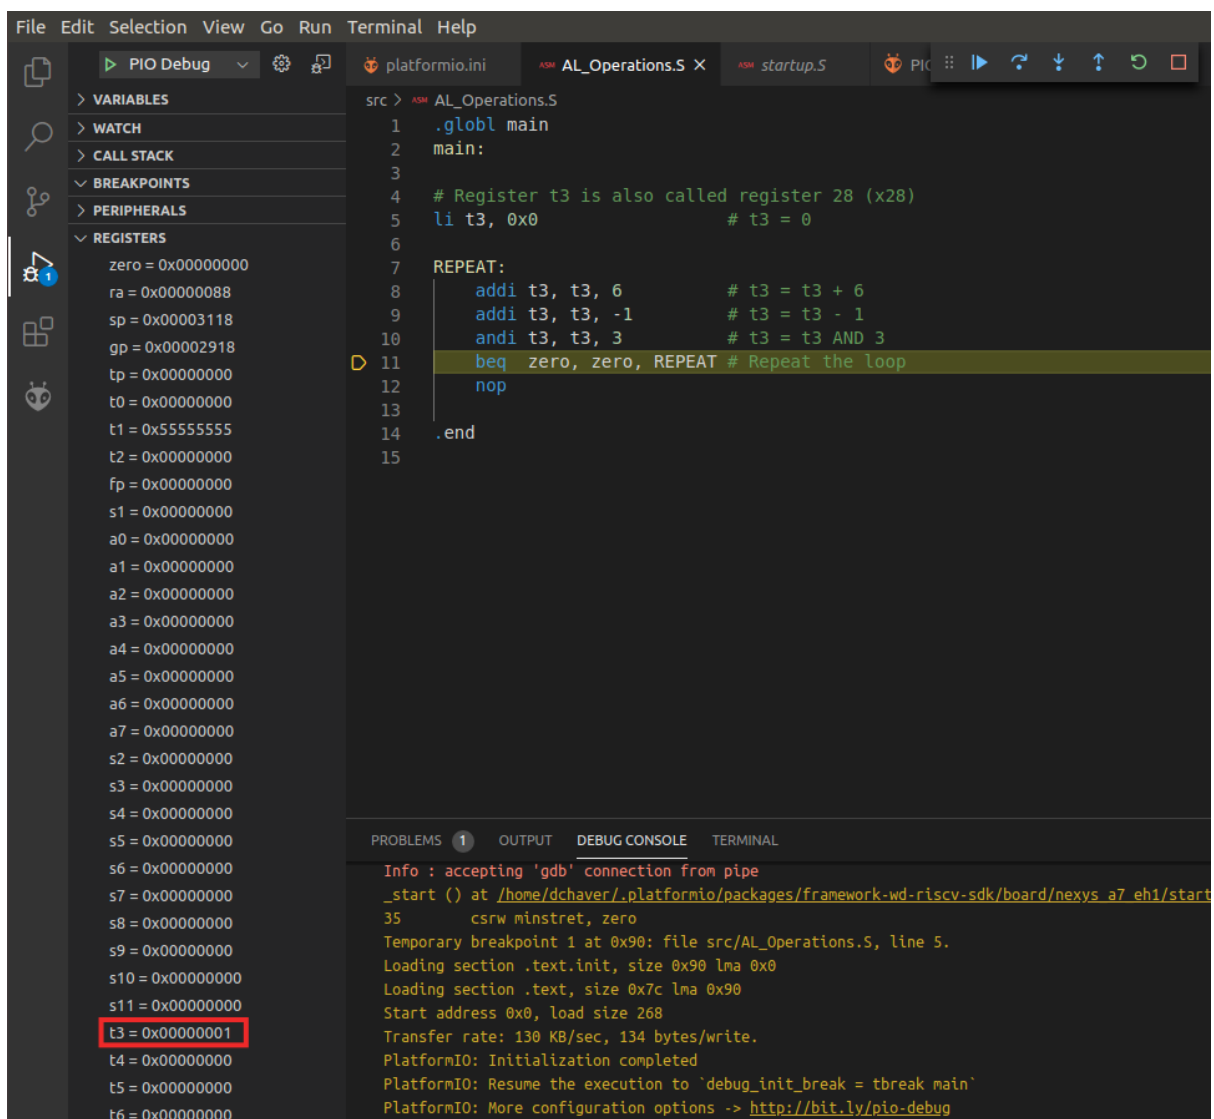 File Edit Selection View Go Run Terminal Help
PIO Debug
VARIABLES
WATCH
CALL STACK
BREAKPOINTS
PERIPHERALS
REGISTERS
zero = 0x00000000
ra = 0x00000088
sp = 0x00003118
gp = 0x00002918
tp = 0x00000000
t0 = 0x00000000
t1 = 0x55555555
t2 = 0x00000000
fp = 0x00000000
s1 = 0x00000000
a0 = 0x00000000
a1 = 0x00000000
a2 = 0x00000000
a3 = 0x00000000
a4 = 0x00000000
a5 = 0x00000000
a6 = 0x00000000
a7 = 0x00000000
s2 = 0x00000000
s3 = 0x00000000
s4 = 0x00000000
s5 = 0x00000000
s6 = 0x00000000
s7 = 0x00000000
s8 = 0x00000000
s9 = 0x00000000
s10 = 0x00000000
s11 = 0x00000000
t3 = 0x00000001
t4 = 0x00000000
t5 = 0x00000000
t6 = 0x00000000
1
platformio.ini ASM AL_Operations.S × ASM startup.S PIO
src > ASM AL_Operations.S
1 .globl main
2 main:
3
4 # Register t3 is also called register 28 (x28)
5 li t3, 0x0 # t3 = 0
6
7 REPEAT:
8 addi t3, t3, 6 # t3 = t3 + 6
9 addi t3, t3, -1 # t3 = t3 - 1
10 andi t3, t3, 3 # t3 = t3 AND 3
11 beq zero, zero, REPEAT # Repeat the loop
12 nop
13
14 .end
15
PROBLEMS 1 OUTPUT DEBUG CONSOLE TERMINAL
Info : accepting 'gdb' connection from pipe
_start () at /home/dchaver/.platformio/packages/framework-wd-riscv-sdk/board/nexys_a7_eh1/start
35 csrw minstret, zero
Temporary breakpoint 1 at 0x90: file src/AL_Operations.S, line 5.
Loading section .text.init, size 0x90 lma 0x0
Loading section .text, size 0x7c lma 0x90
Start address 0x0, load size 268
Transfer rate: 130 KB/sec, 134 bytes/write.
PlatformIO: Initialization completed
PlatformIO: Resume the execution to `debug_init_break = tbreak main`
PlatformIO: More configuration options -> http://bit.ly/pio-debug